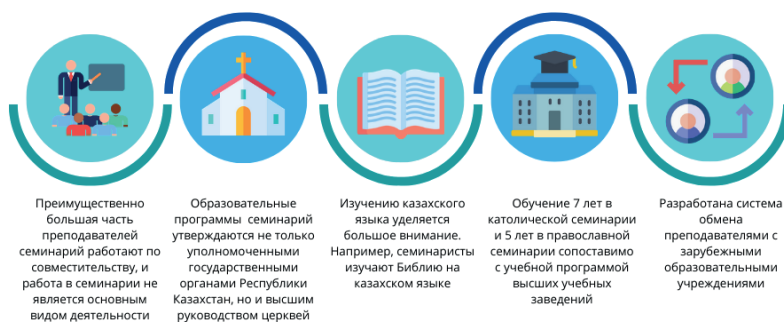 Преимущественно
большая часть
преподавателей
семинарий работают по
совместительству, и
работа в семинарии не
является основным
видом деятельности
Образовательные
программы семинарий
утверждаются не только
уполномоченными
государственными
органами Республики
Казахстан, но и высшим
руководством церквей
Изучению казахского
языка уделяется
большое внимание.
Например, семинаристы
изучают Библию на
казахском языке
Обучение 7 лет в
католической семинарии
и 5 лет в православной
семинарии сопоставимо
с учебной программой
высших учебных
заведений
Разработана система
обмена
преподавателями с
зарубежными
образовательными
учреждениями